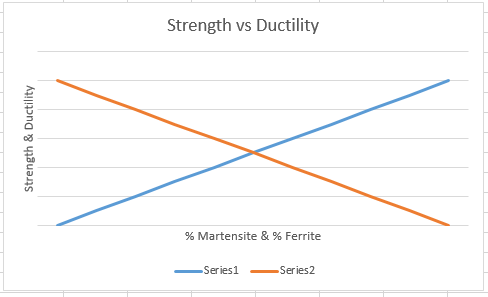 Strength vs Ductility
Strength & Ductility
% Martensite & % Ferrite
Series1 Series2